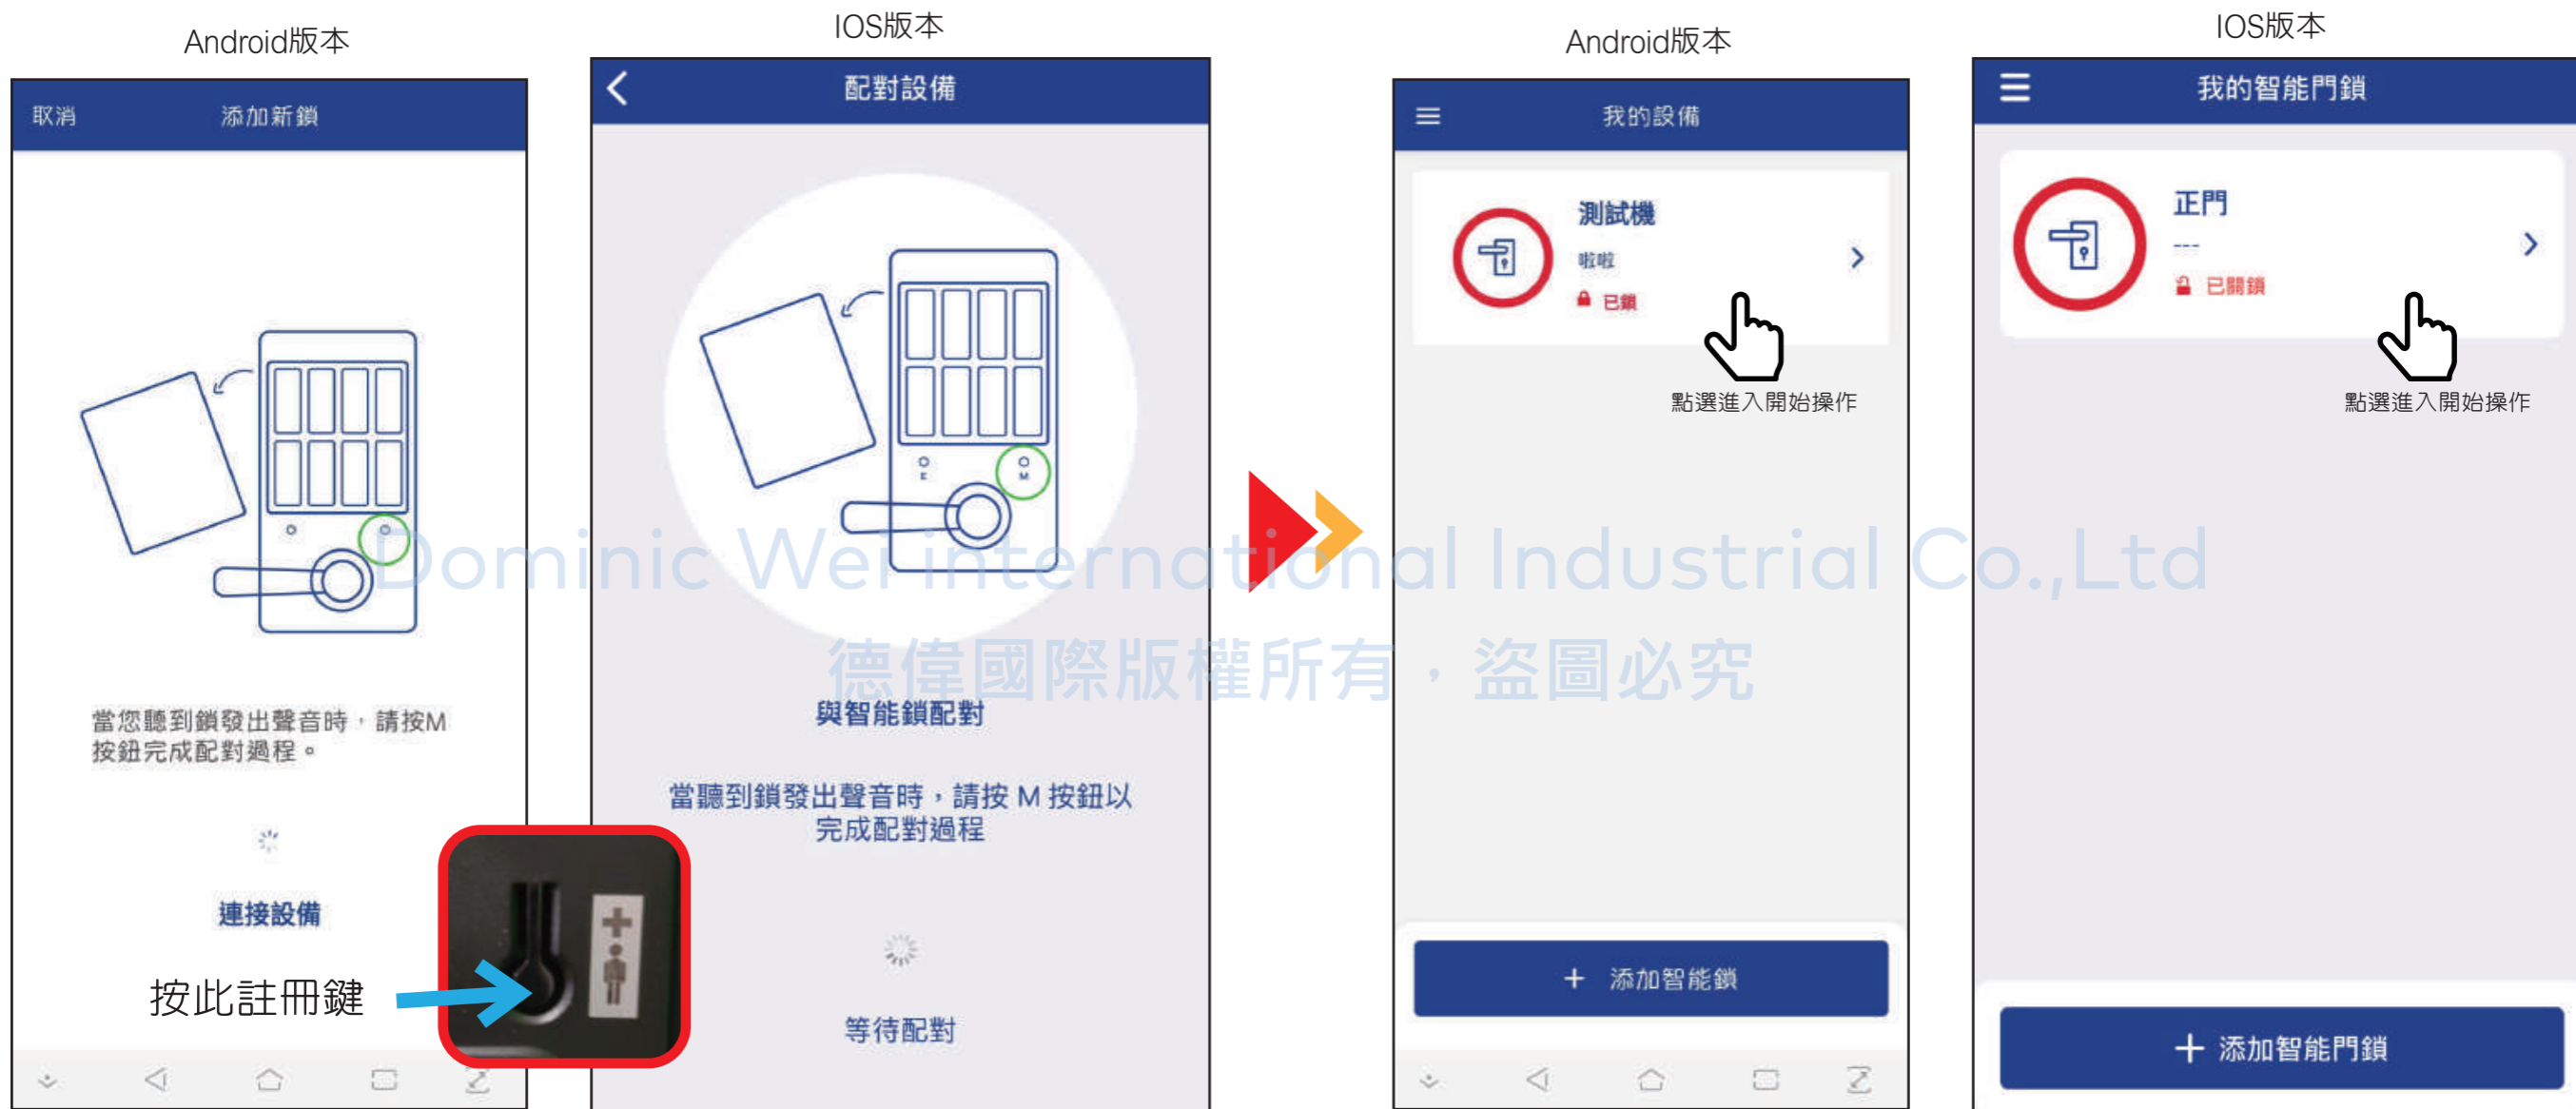 Android版本
取消
添加新鎖
當您聽到鎖發出聲音時，請按M
按鈕完成配對過程。
連接設備
按此註冊鍵
IOS版本
配對設備
E
M
與智能鎖配對
當聽到鎖發出聲音時，請按 M 按鈕以
完成配對過程
等待配對
Android版本
我的設備
測試機
啦啦
已鎖
點選進入開始操作
+ 添加智能鎖
IOS版本
我的智能門鎖
正門
---
已關鎖
點選進入開始操作
+ 添加智能門鎖
Dominic Wei international Industrial Co.,Ltd
德偉國際版權所有，盜圖必究